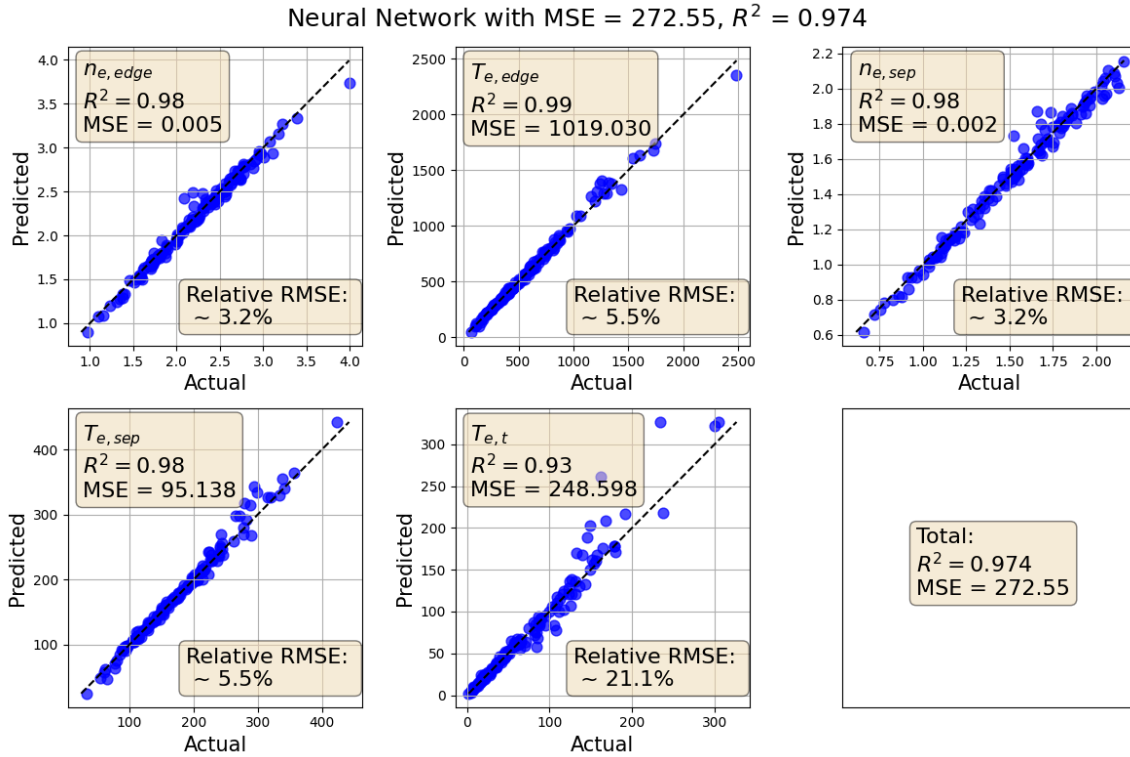 Neural Network with MSE = 272.55, R² = 0.974
n_{e,edge}
R² = 0.98
MSE = 0.005
Relative RMSE:
~ 3.2%
Predicted
4.0
3.5
3.0
2.5
2.0
1.5
1.0
1.0 1.5 2.0 2.5 3.0 3.5 4.0
Actual
T_{e,edge}
R² = 0.99
MSE = 1019.030
Relative RMSE:
~ 5.5%
Predicted
2500
2000
1500
1000
500
0
0 500 1000 1500 2000 2500
Actual
n_{e,sep}
R² = 0.98
MSE = 0.002
Relative RMSE:
~ 3.2%
Predicted
2.2
2.0
1.8
1.6
1.4
1.2
1.0
0.8
0.6
0.75 1.00 1.25 1.50 1.75 2.00
Actual
T_{e,sep}
R² = 0.98
MSE = 95.138
Relative RMSE:
~ 5.5%
Predicted
400
300
200
100
100 200 300 400
Actual
T_{e,t}
R² = 0.93
MSE = 248.598
Relative RMSE:
~ 21.1%
Predicted
300
250
200
150
100
50
0
0 100 200 300
Actual
Total:
R² = 0.974
MSE = 272.55